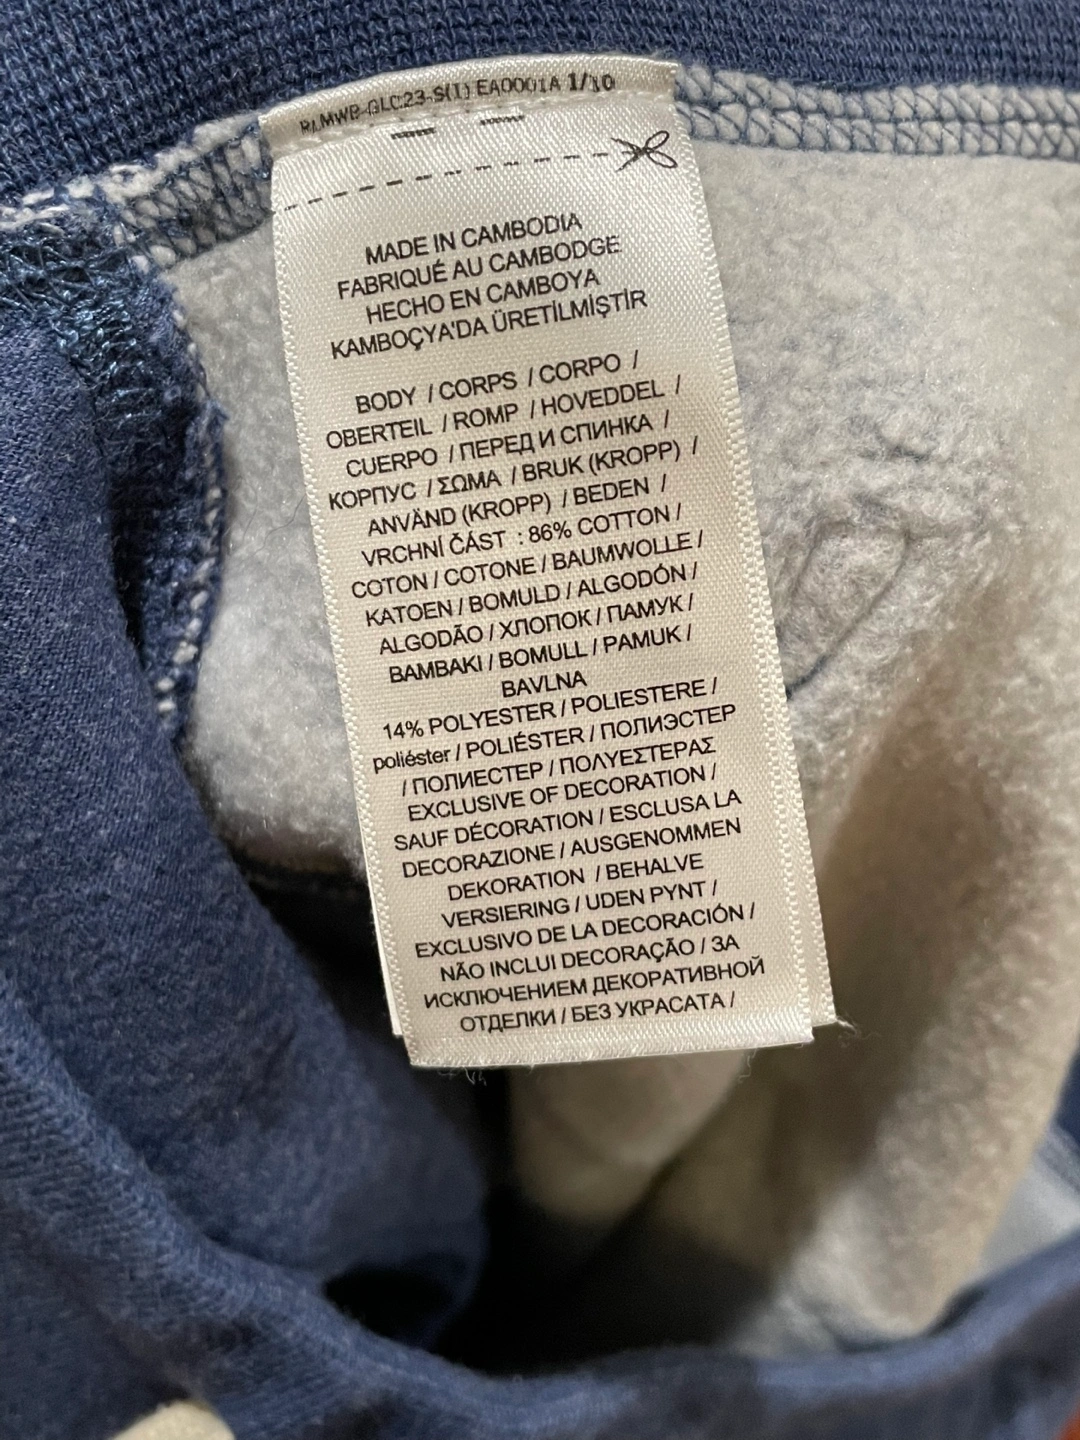 RLMWB-GLC23-S(1) EA0001A 1/10
MADE IN CAMBODIA
FABRIQUÉ AU CAMBODGE
HECHO EN CAMBOYA
KAMBOÇYA'DA ÜRETİLMİŞTİR
BODY / CORPS / CORPO /
OBERTEIL / ROMP / HOVEDDEL /
CUERPO / ПЕРЕД И СПИНКА /
КОРПУС / ΣΩΜΑ / BRUK (KROPP) /
ANVÄND (KROPP) / BEDEN /
VRCHNÍ ČÁST : 86% COTTON /
COTON / COTONE / BAUMWOLLE /
KATOEN / BOMULD / ALGODÓN /
ALGODÃO / ХЛОПОК / ПАМУК /
ΒΑΜΒΑΚΙ / BOMULL / PAMUK /
BAVLNA
14% POLYESTER / POLIESTERE /
poliéster / POLIÉSTER / ПОЛИЭСТЕР
/ ПОЛИЕСТЕР / ΠΟΛΥΕΣΤΕΡΑΣ
EXCLUSIVE OF DECORATION /
SAUF DÉCORATION / ESCLUSA LA
DECORAZIONE / AUSGENOMMEN
DEKORATION / BEHALVE
VERSIERING / UDEN PYNT /
EXCLUSIVO DE LA DECORACIÓN /
NÃO INCLUI DECORAÇÃO / ЗА
ИСКЛЮЧЕНИЕМ ДЕКОРАТИВНОЙ
ОТДЕЛКИ / БЕЗ УКРАСАТА /